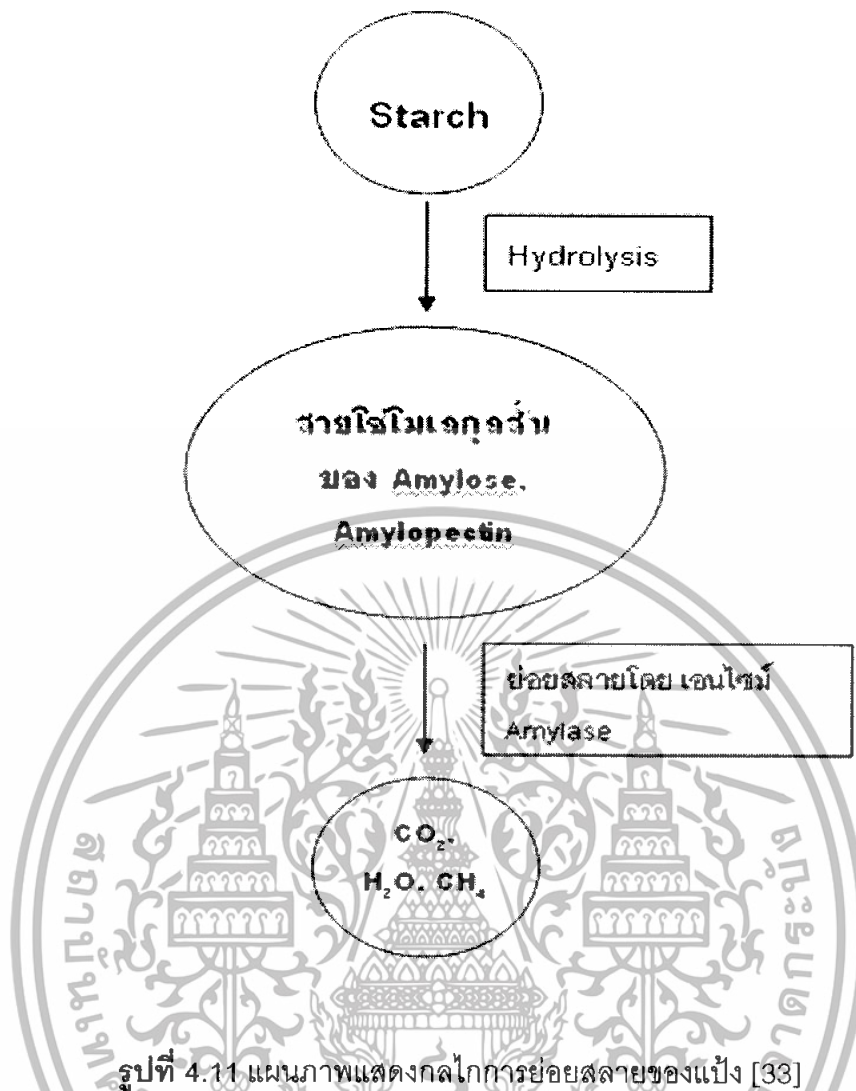 Starch
Hydrolysis
สายโซ่โมเลกุลสั้น
ของ Amylose,
Amylopectin
ย่อยสลายโดย เอนไซม์
Amylase
CO₂,
H₂O. CH₄
รูปที่ 4.11 แผนภาพแสดงกลไกการย่อยสลายของแป้ง [33]